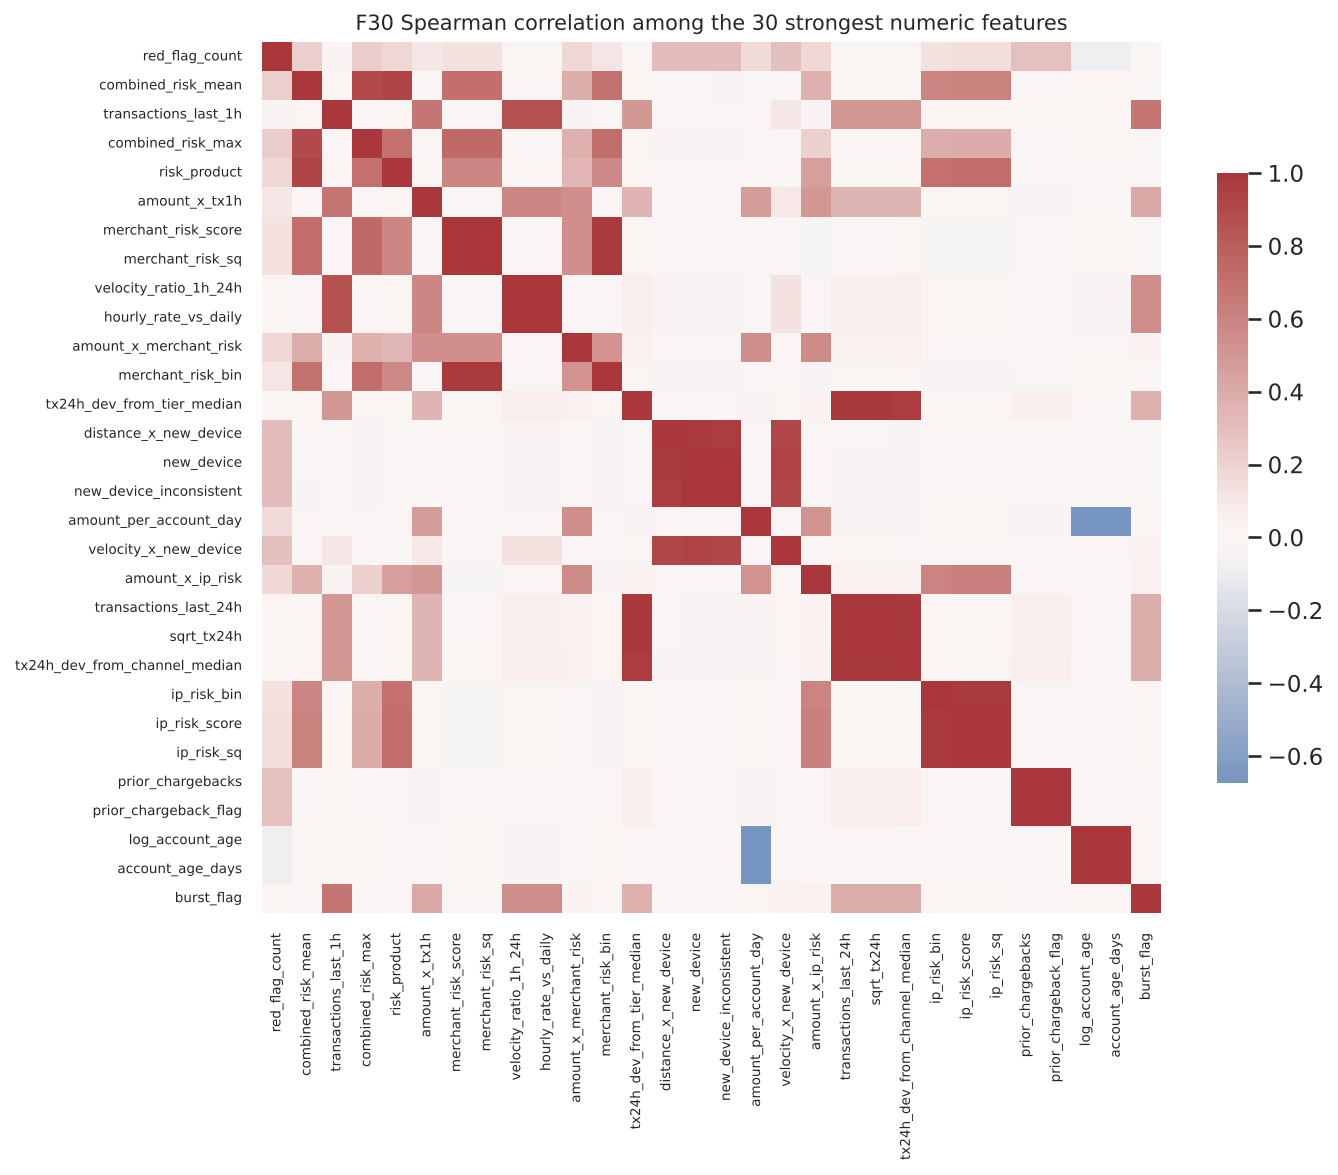 F30 Spearman correlation among the 30 strongest numeric features
red_flag_count
combined_risk_mean
transactions_last_1h
combined_risk_max
risk_product
amount_x_tx1h
merchant_risk_score
merchant_risk_sq
velocity_ratio_1h_24h
hourly_rate_vs_daily
amount_x_merchant_risk
merchant_risk_bin
tx24h_dev_from_tier_median
distance_x_new_device
new_device
new_device_inconsistent
amount_per_account_day
velocity_x_new_device
amount_x_ip_risk
transactions_last_24h
sqrt_tx24h
tx24h_dev_from_channel_median
ip_risk_bin
ip_risk_score
ip_risk_sq
prior_chargebacks
prior_chargeback_flag
log_account_age
account_age_days
burst_flag
red_flag_count
combined_risk_mean
transactions_last_1h
combined_risk_max
risk_product
amount_x_tx1h
merchant_risk_score
merchant_risk_sq
velocity_ratio_1h_24h
hourly_rate_vs_daily
amount_x_merchant_risk
merchant_risk_bin
tx24h_dev_from_tier_median
distance_x_new_device
new_device
new_device_inconsistent
amount_per_account_day
velocity_x_new_device
amount_x_ip_risk
transactions_last_24h
sqrt_tx24h
tx24h_dev_from_channel_median
ip_risk_bin
ip_risk_score
ip_risk_sq
prior_chargebacks
prior_chargeback_flag
log_account_age
account_age_days
burst_flag
1.0
0.8
0.6
0.4
0.2
0.0
−0.2
−0.4
−0.6